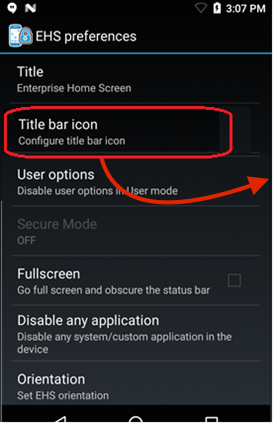 3:07 PM
EHS preferences
Title
Enterprise Home Screen
Title bar icon
Configure title bar icon
User options
Disable user options in User mode
Secure Mode
OFF
Fullscreen
Go full screen and obscure the status bar
Disable any application
Disable any system/custom application in the
device
Orientation
Set EHS orientation